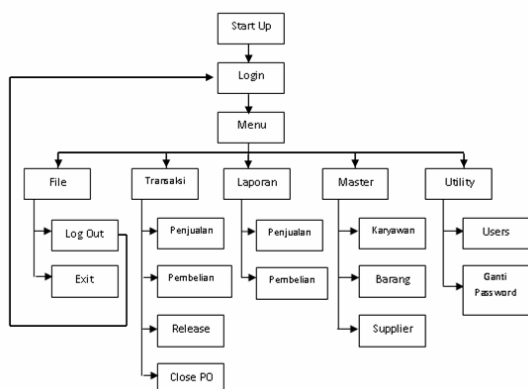 Start Up
Login
Menu
File
Transaksi
Laporan
Master
Utility
Log Out
Penjualan
Penjualan
Karyawan
Users
Exit
Pembelian
Pembelian
Barang
Ganti
Password
Release
Supplier
Close PO